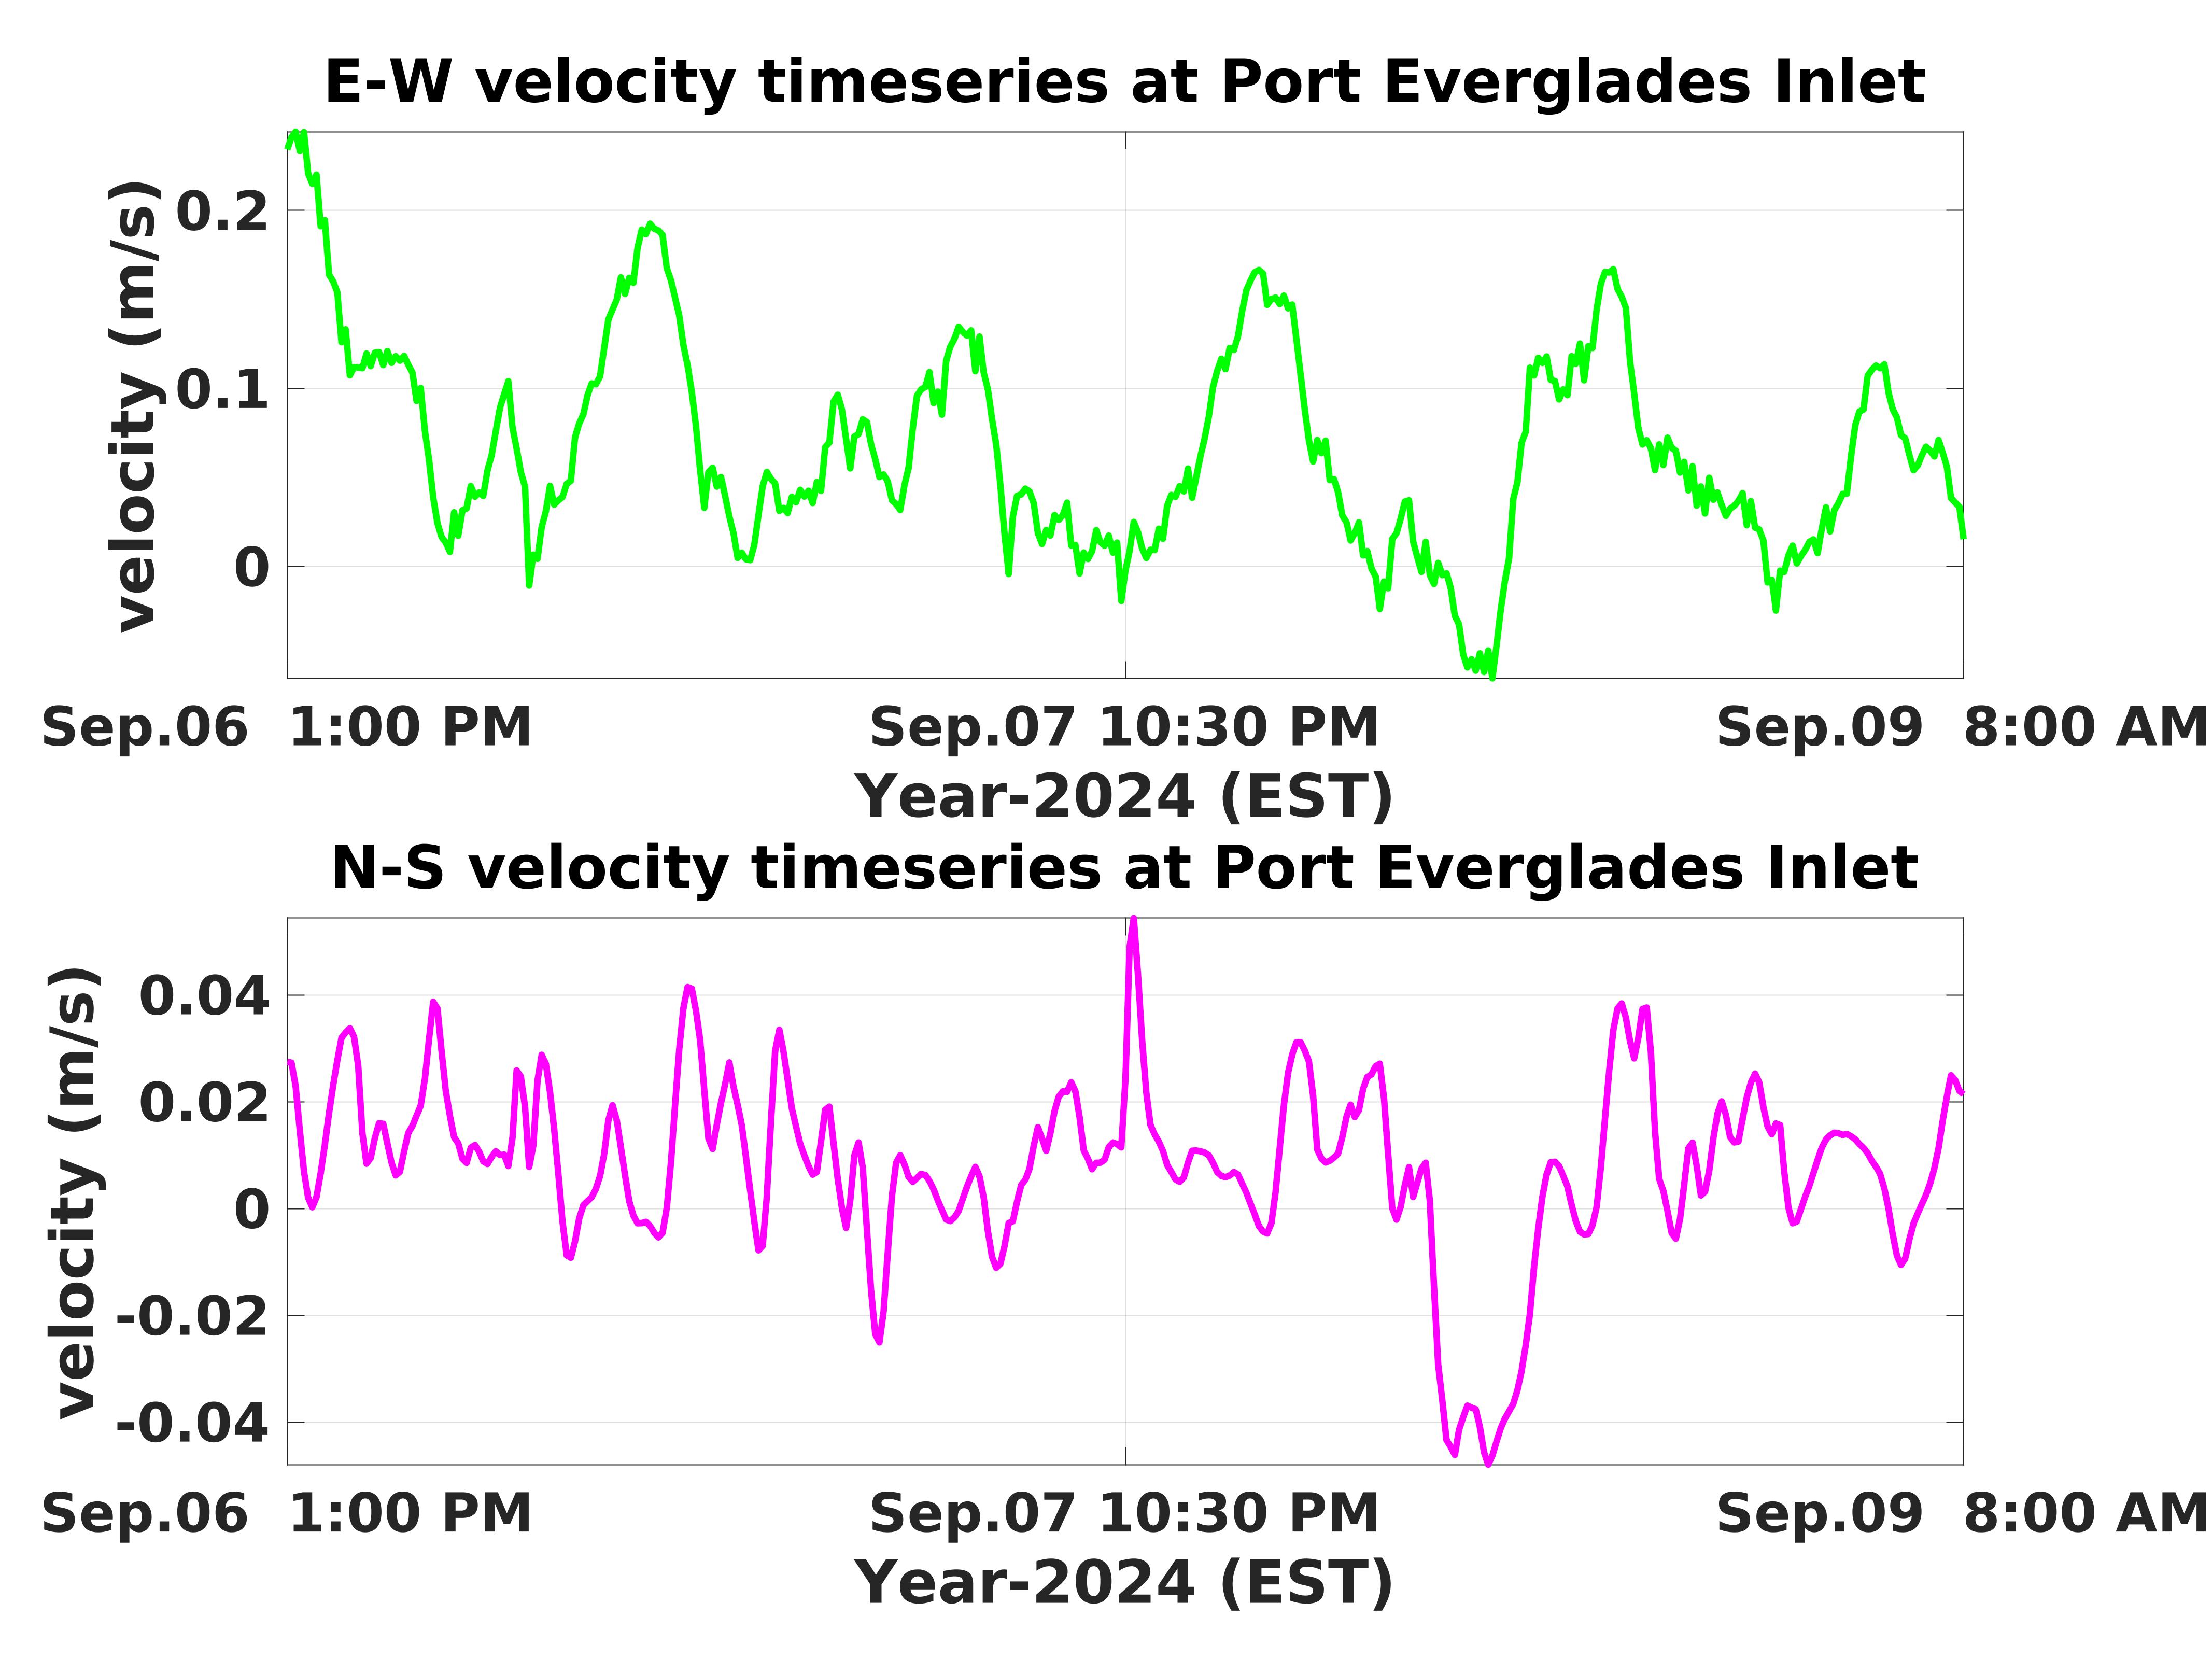 E-W velocity timeseries at Port Everglades Inlet
velocity (m/s)
0.2
0.1
0
Sep.06 1:00 PM
Sep.07 10:30 PM
Sep.09 8:00 AM
Year-2024 (EST)
N-S velocity timeseries at Port Everglades Inlet
velocity (m/s)
0.04
0.02
0
-0.02
-0.04
Sep.06 1:00 PM
Sep.07 10:30 PM
Sep.09 8:00 AM
Year-2024 (EST)